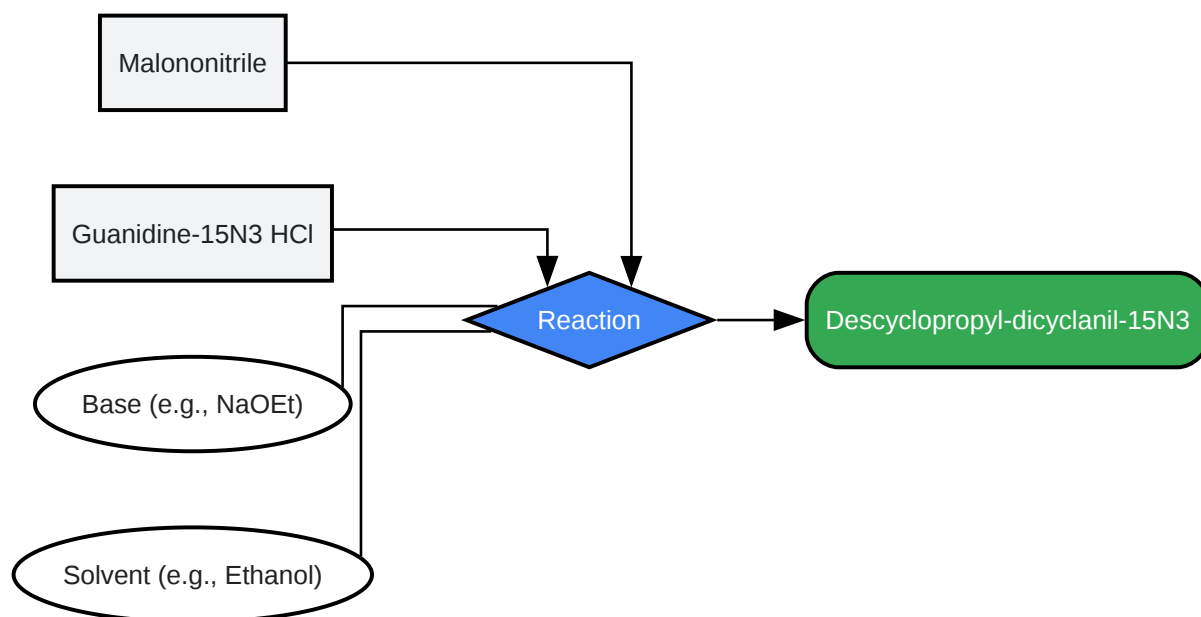 Malononitrile
Guanidine-15N3 HCl
Reaction
Descyclopropyl-dicyclanil-15N3
Base (e.g., NaOEt)
Solvent (e.g., Ethanol)